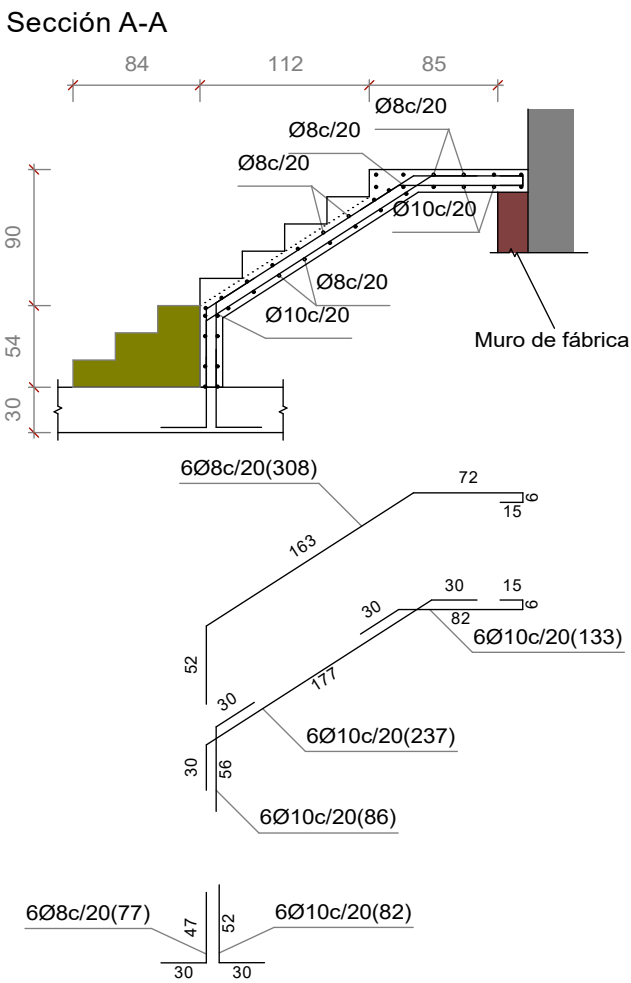 Sección A-A
84
112
85
Ø8c/20
Ø8c/20
Ø8c/20
90
Ø10c/20
Ø8c/20
Ø10c/20
54
Muro de fábrica
30
6Ø8c/20(308)
72
15
6
163
52
30
15
6
30
82
6Ø10c/20(133)
177
30
6Ø10c/20(237)
30
56
6Ø10c/20(86)
6Ø8c/20(77)
47
52
6Ø10c/20(82)
30
30